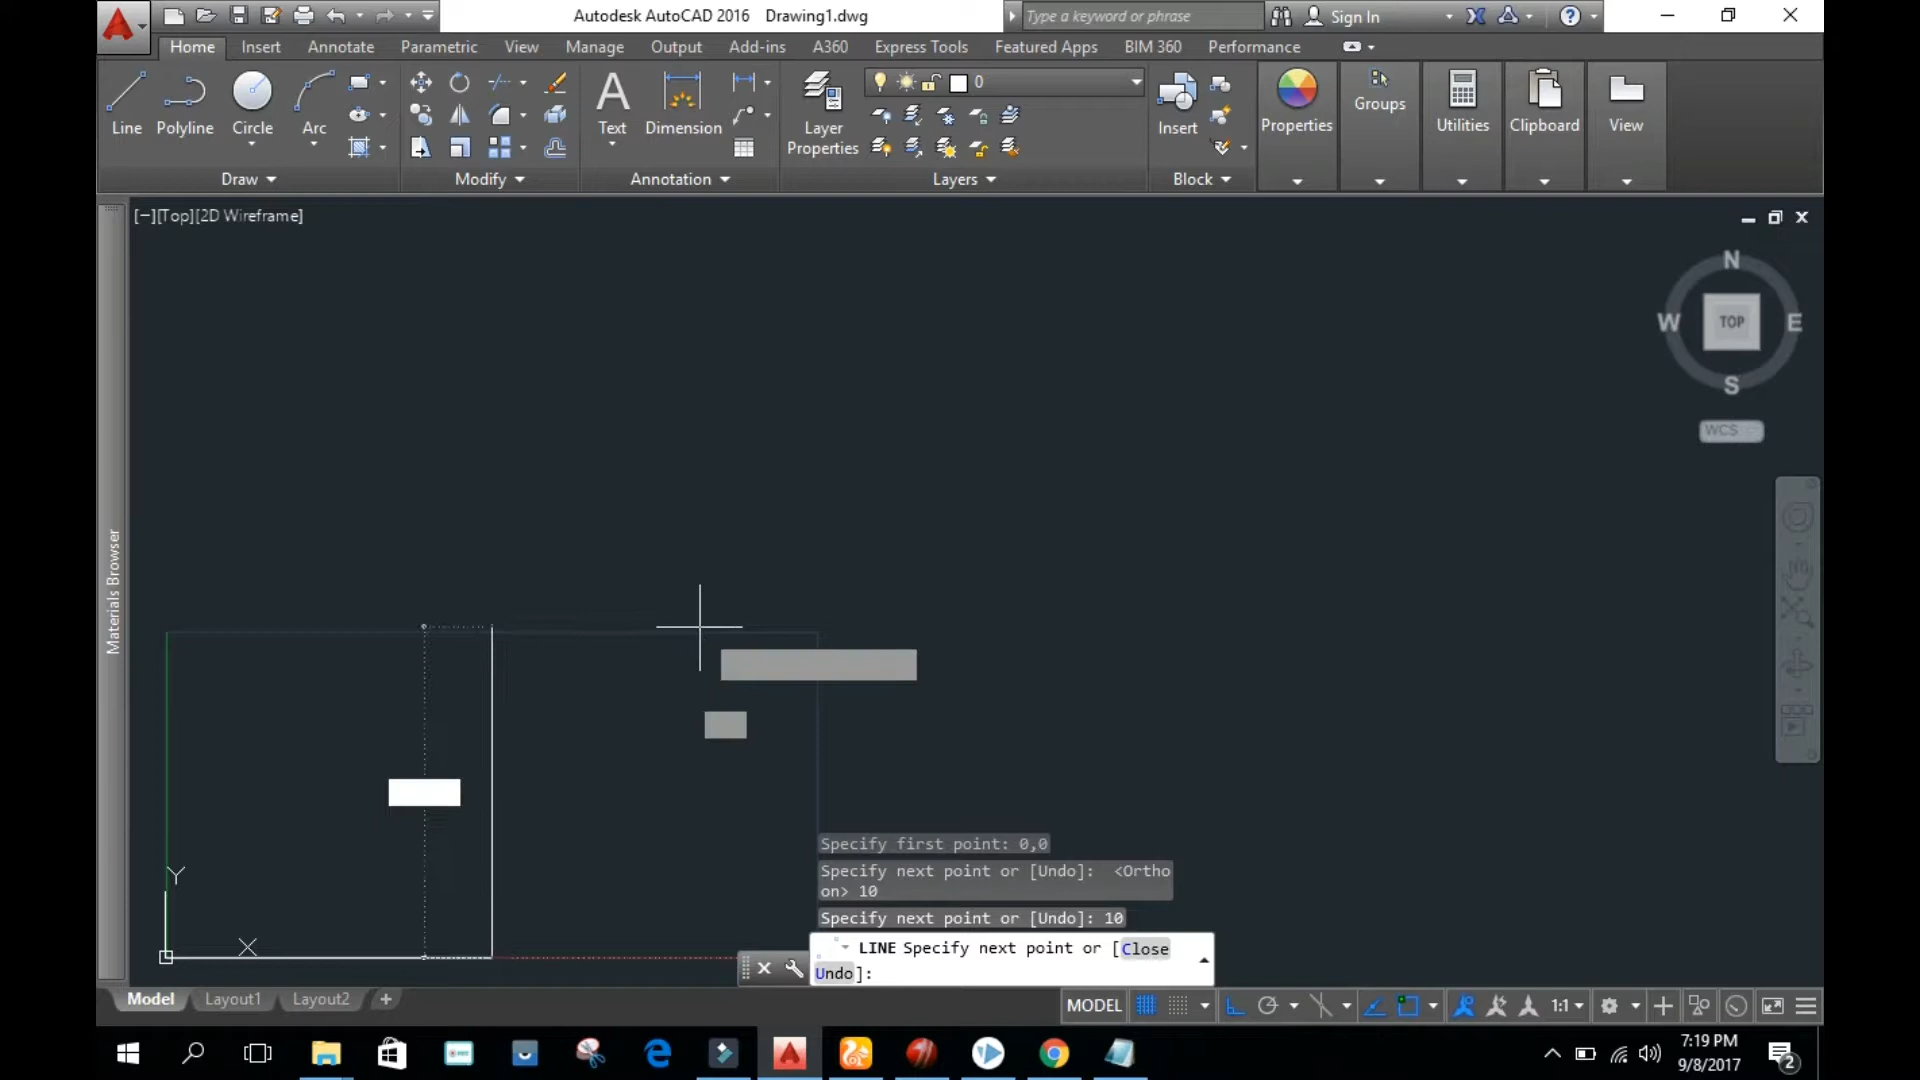 Autodesk AutoCAD 2016 Drawing1.dwg
Type a keyword or phrase
Sign In
Home Insert Annotate Parametric View Manage Output Add-ins A360 Express Tools Featured Apps BIM 360 Performance
Line Polyline Circle Arc
Text Dimension
Layer
Properties
0
Insert
Properties
Groups
Utilities
Clipboard
View
Draw
Modify
Annotation
Layers
Block
[−][Top][2D Wireframe]
N
W TOP E
S
WCS
Materials Browser
Y
X
Specify first point: 0,0
Specify next point or [Undo]: <Ortho
on> 10
Specify next point or [Undo]: 10
LINE Specify next point or [Close
Undo]:
Model Layout1 Layout2 +
MODEL
1:1
7:19 PM
9/8/2017
2